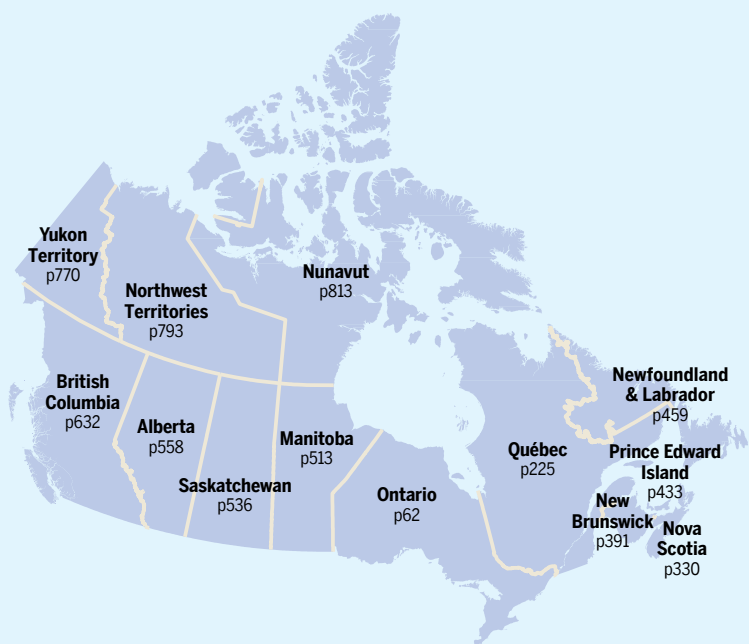 Yukon
Territory
p770
Northwest
Territories
p793
Nunavut
p813
British
Columbia
p632
Alberta
p558
Saskatchewan
p536
Manitoba
p513
Ontario
p62
Québec
p225
Newfoundland
& Labrador
p459
Prince Edward
Island
p433
New
Brunswick
p391
Nova
Scotia
p330